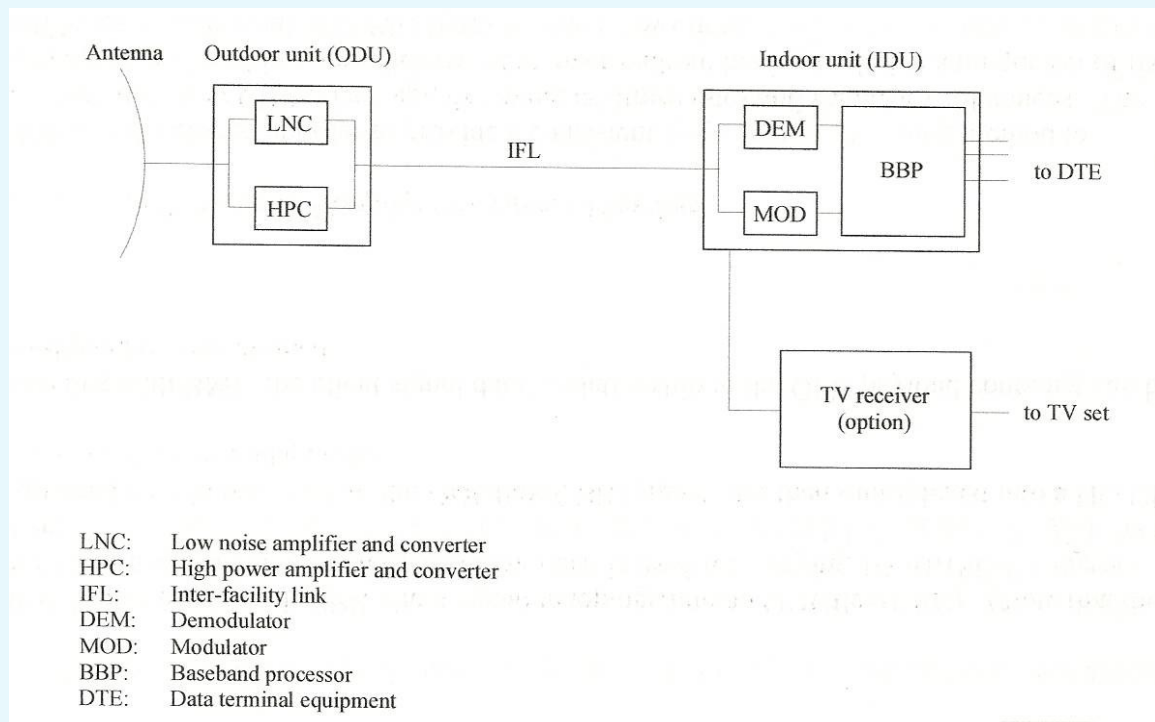 Antenna
Outdoor unit (ODU)
Indoor unit (IDU)
LNC
HPC
IFL
DEM
MOD
BBP
to DTE
TV receiver
(option)
to TV set
LNC: Low noise amplifier and converter
HPC: High power amplifier and converter
IFL: Inter-facility link
DEM: Demodulator
MOD: Modulator
BBP: Baseband processor
DTE: Data terminal equipment